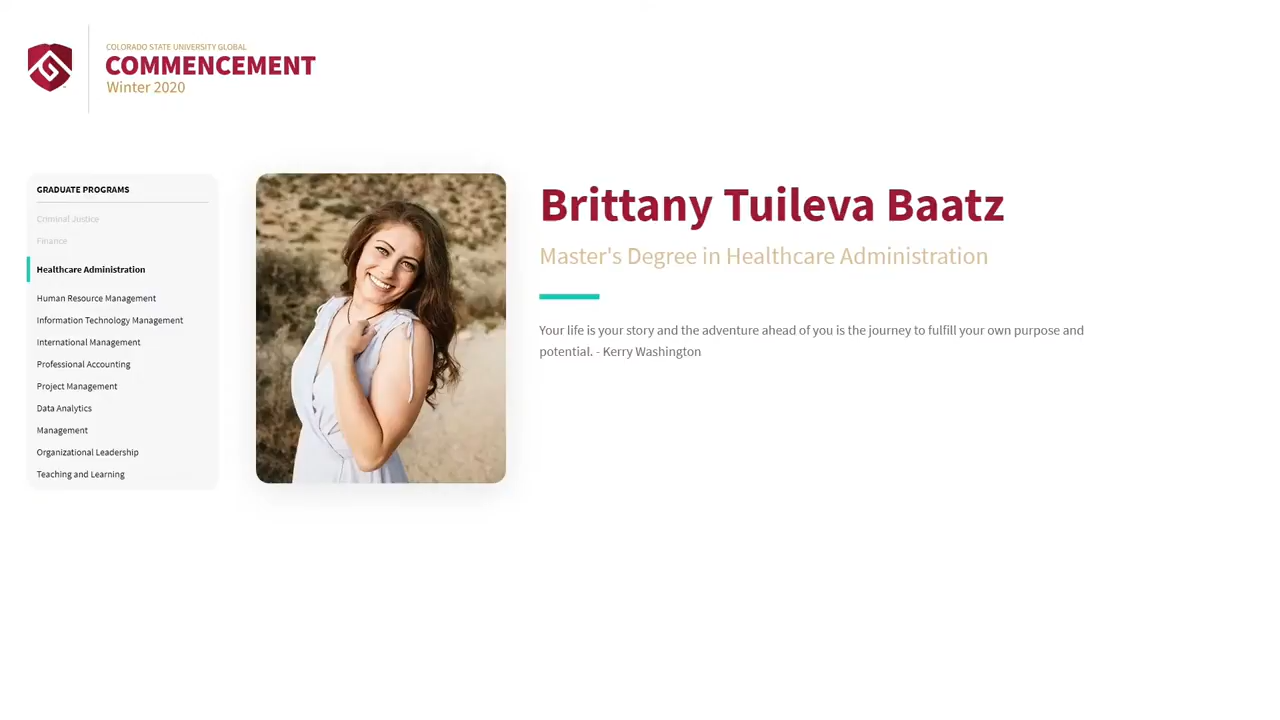 COLORADO STATE UNIVERSITY GLOBAL
COMMENCEMENT
Winter 2020
GRADUATE PROGRAMS
Criminal Justice
Finance
Healthcare Administration
Human Resource Management
Information Technology Management
International Management
Professional Accounting
Project Management
Data Analytics
Management
Organizational Leadership
Teaching and Learning
Brittany Tuileva Baatz
Master's Degree in Healthcare Administration
Your life is your story and the adventure ahead of you is the journey to fulfill your own purpose and
potential. - Kerry Washington